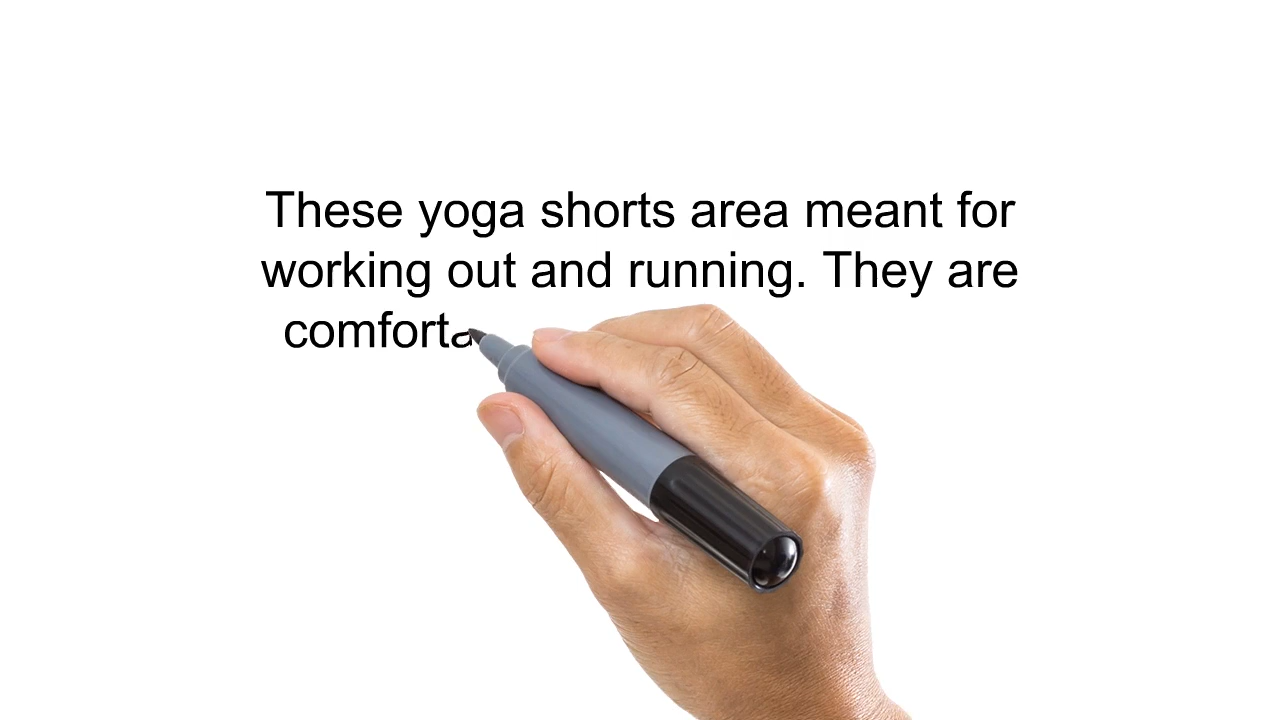 These yoga shorts area meant for
working out and running. They are
comforta